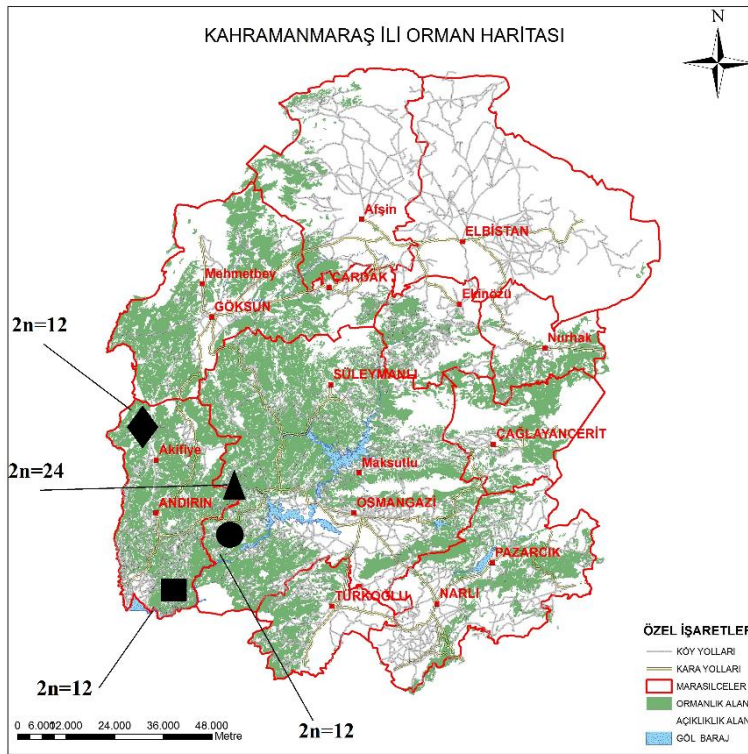 KAHRAMANMARAŞ İLİ ORMAN HARİTASI
N
Afşin
ELBİSTAN
Mehmetbey
ÇARDAK
Ekinözü
GÖKSUN
2n=12
Nurhak
SÜLEYMANLI
ÇAĞLAYANCERİT
Akifiye
Maksutlu
2n=24
ANDIRIN
OSMANGAZİ
PAZARCIK
TÜRKOĞLU
NARLI
ÖZEL İŞARETLER
KÖY YOLLARI
KARA YOLLARI
MARASILCELER
ORMANLIK ALAN
AÇIKLIKLIK ALAN
GÖL BARAJ
2n=12
2n=12
0 6.000 12.000 24.000 36.000 48.000
Metre